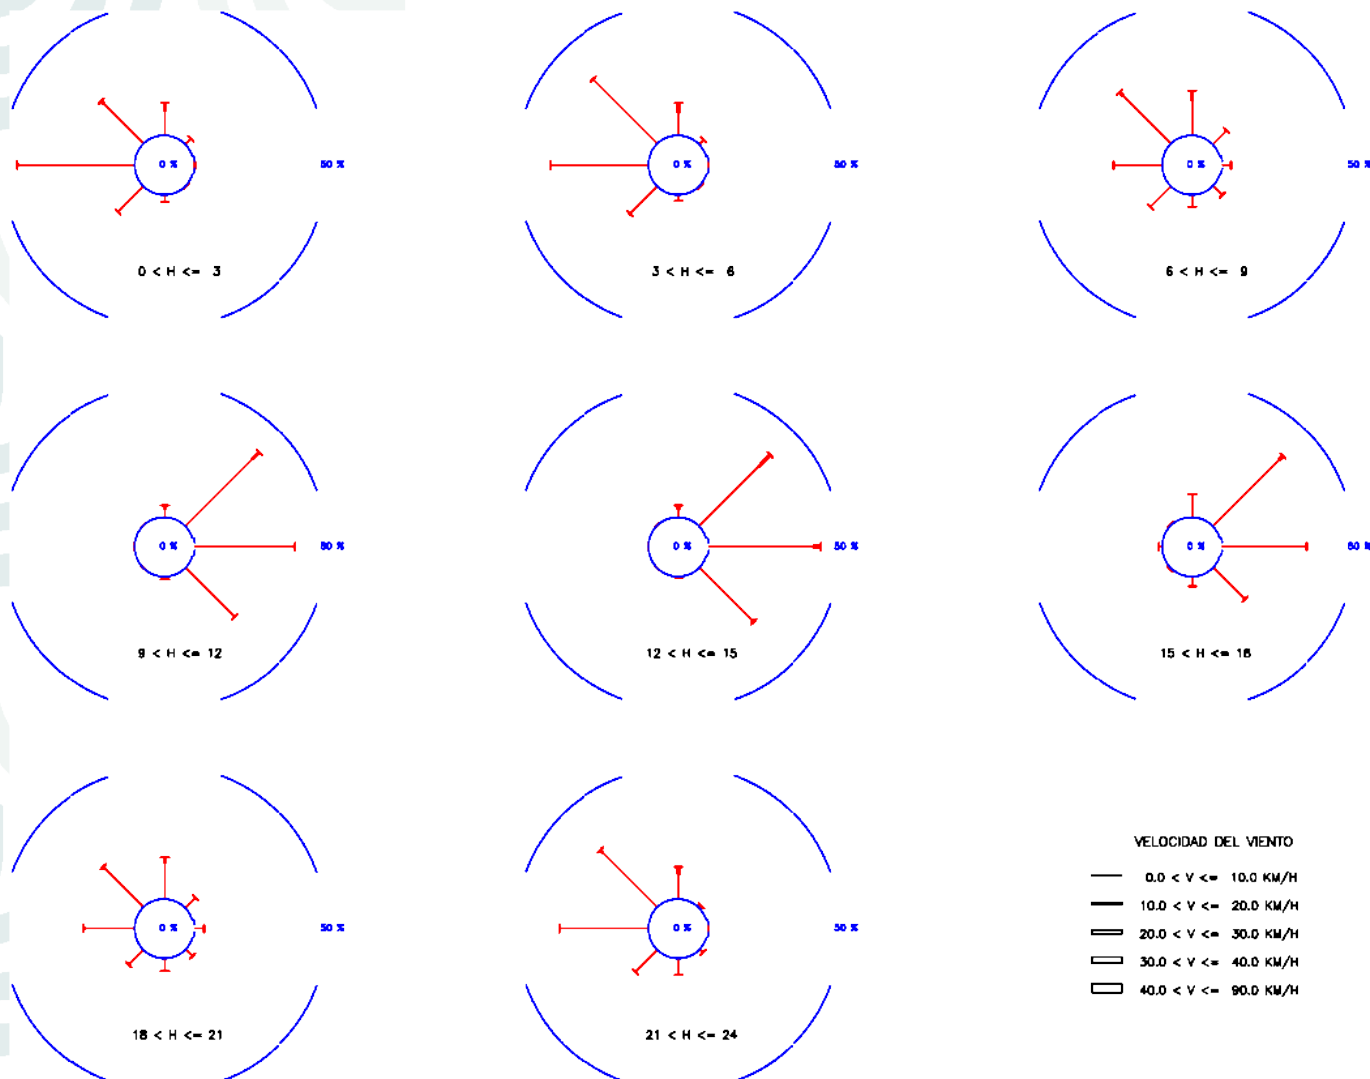 0 %
50 %
0 < H <= 3
0 %
50 %
3 < H <= 6
0 %
50 %
6 < H <= 9
0 %
50 %
9 < H <= 12
0 %
50 %
12 < H <= 15
0 %
50 %
15 < H <= 18
0 %
50 %
18 < H <= 21
0 %
50 %
21 < H <= 24
VELOCIDAD DEL VIENTO
0.0 < V <= 10.0 KM/H
10.0 < V <= 20.0 KM/H
20.0 < V <= 30.0 KM/H
30.0 < V <= 40.0 KM/H
40.0 < V <= 90.0 KM/H